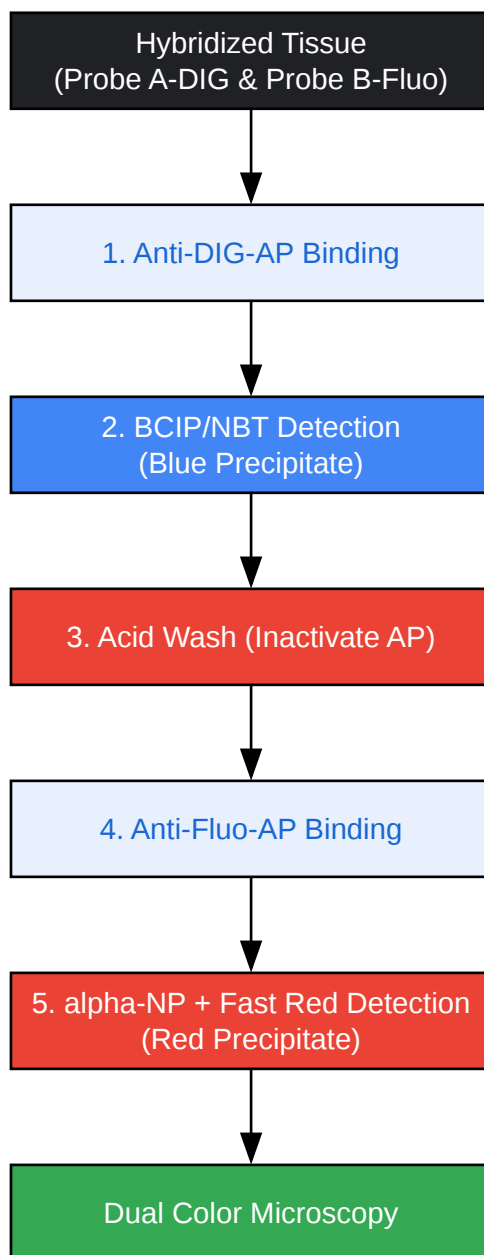 Hybridized Tissue
(Probe A-DIG & Probe B-Fluo)
1. Anti-DIG-AP Binding
2. BCIP/NBT Detection
(Blue Precipitate)
3. Acid Wash (Inactivate AP)
4. Anti-Fluo-AP Binding
5. alpha-NP + Fast Red Detection
(Red Precipitate)
Dual Color Microscopy